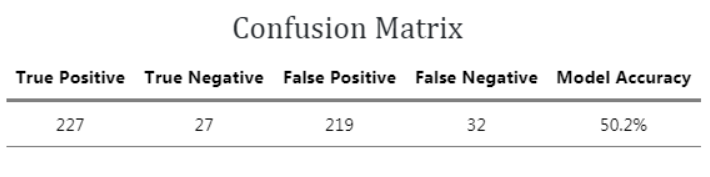 Confusion Matrix
True Positive True Negative False Positive False Negative Model Accuracy
227 27 219 32 50.2%